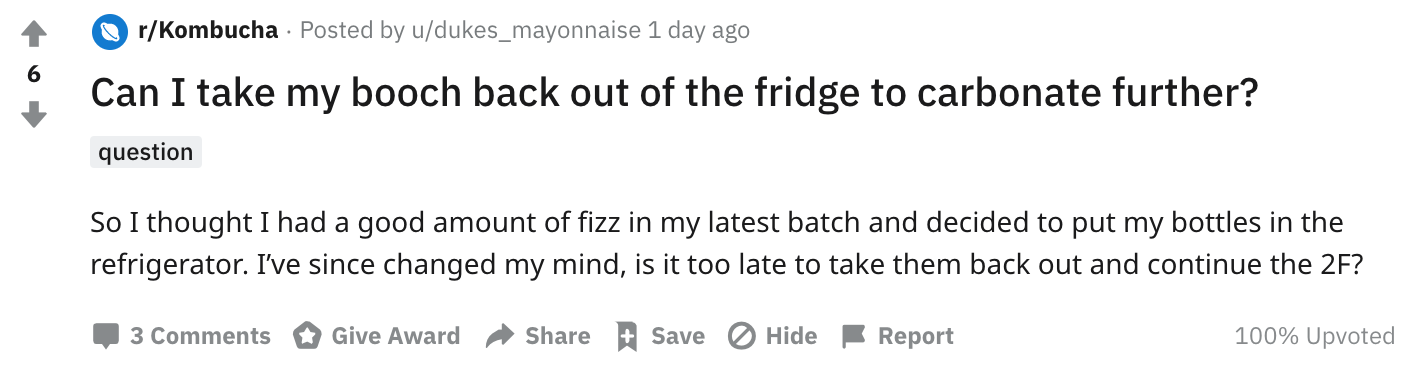 r/Kombucha · Posted by u/dukes_mayonnaise 1 day ago
6
Can I take my booch back out of the fridge to carbonate further?
question
So I thought I had a good amount of fizz in my latest batch and decided to put my bottles in the
refrigerator. I’ve since changed my mind, is it too late to take them back out and continue the 2F?
3 Comments Give Award Share Save Hide Report 100% Upvoted